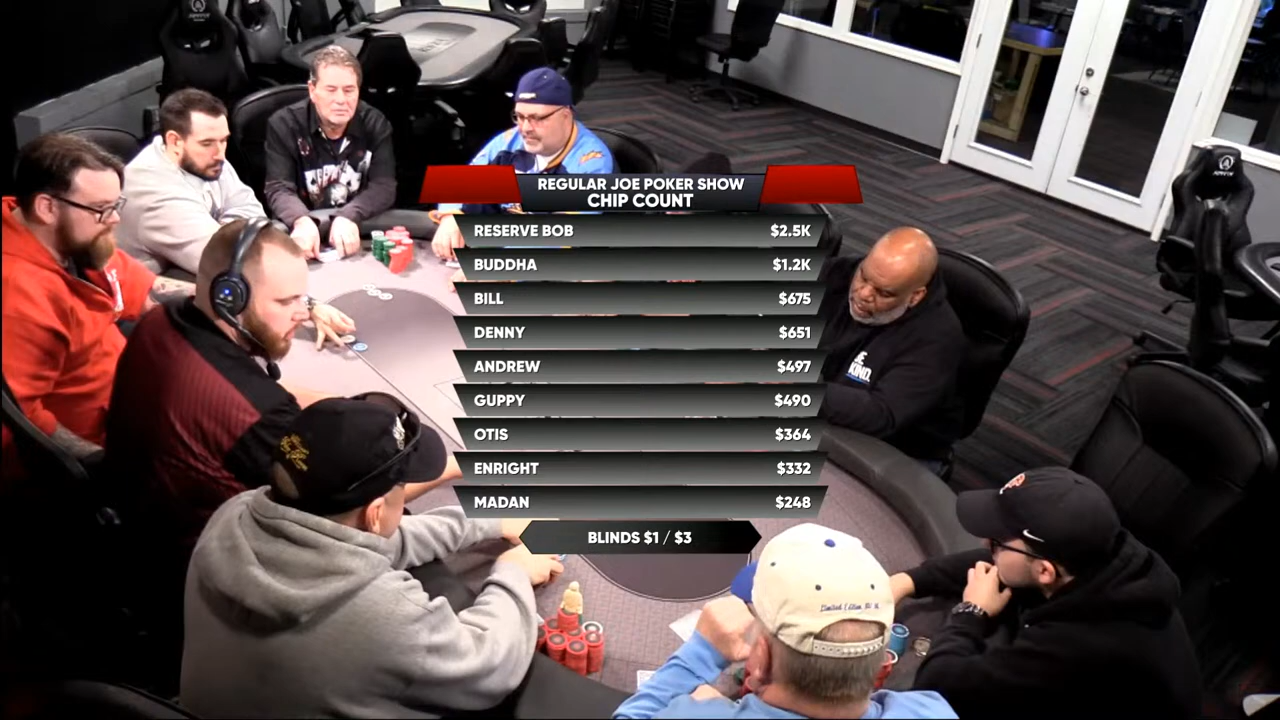 REGULAR JOE POKER SHOW
CHIP COUNT
RESERVE BOB $2.5K
BUDDHA $1.2K
BILL $675
DENNY $651
ANDREW $497
GUPPY $490
OTIS $364
ENRIGHT $332
MADAN $248
BLINDS $1 / $3
KIND.